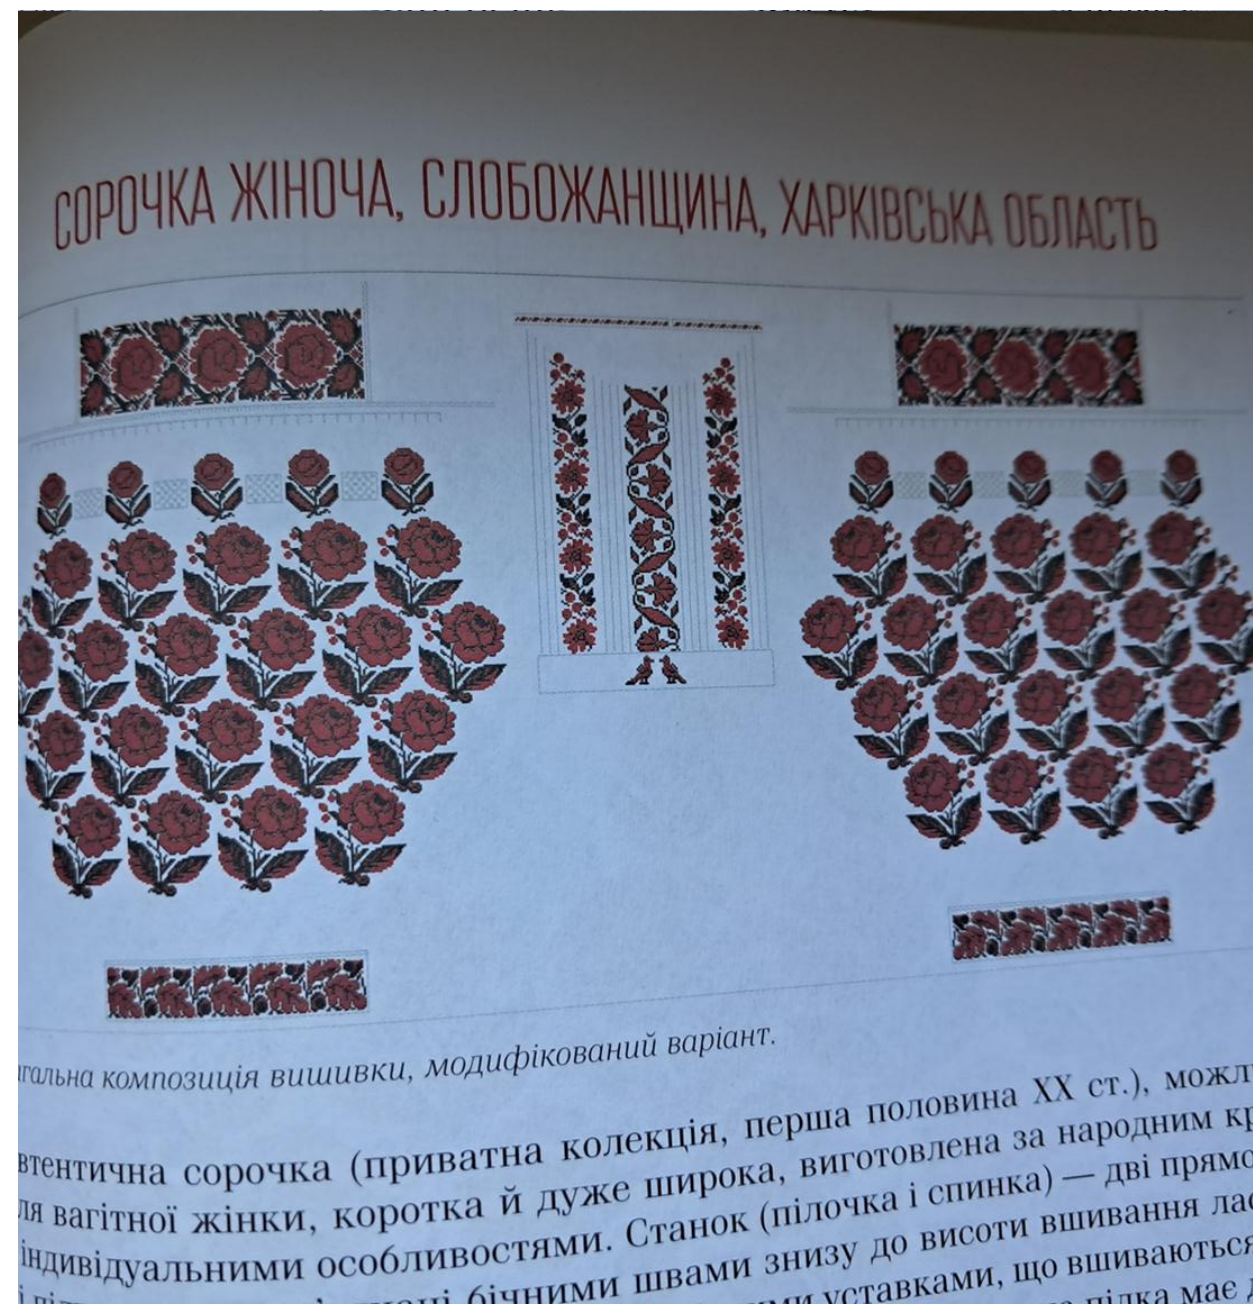 СОРОЧКА ЖІНОЧА, СЛОБОЖАНЩИНА, ХАРКІВСЬКА ОБЛАСТЬ
композиція вишивки, модифікований варіант.
сорочка (приватна колекція, перша половина XX ст.),
вагітної жінки, коротка й дуже широка, виготовлена за народним
індивідуальними особливостями. Станок (пілочка і спинка) — дві
бічними швами знизу до висоти вшивання
уставками, що вшиваються
пілка має